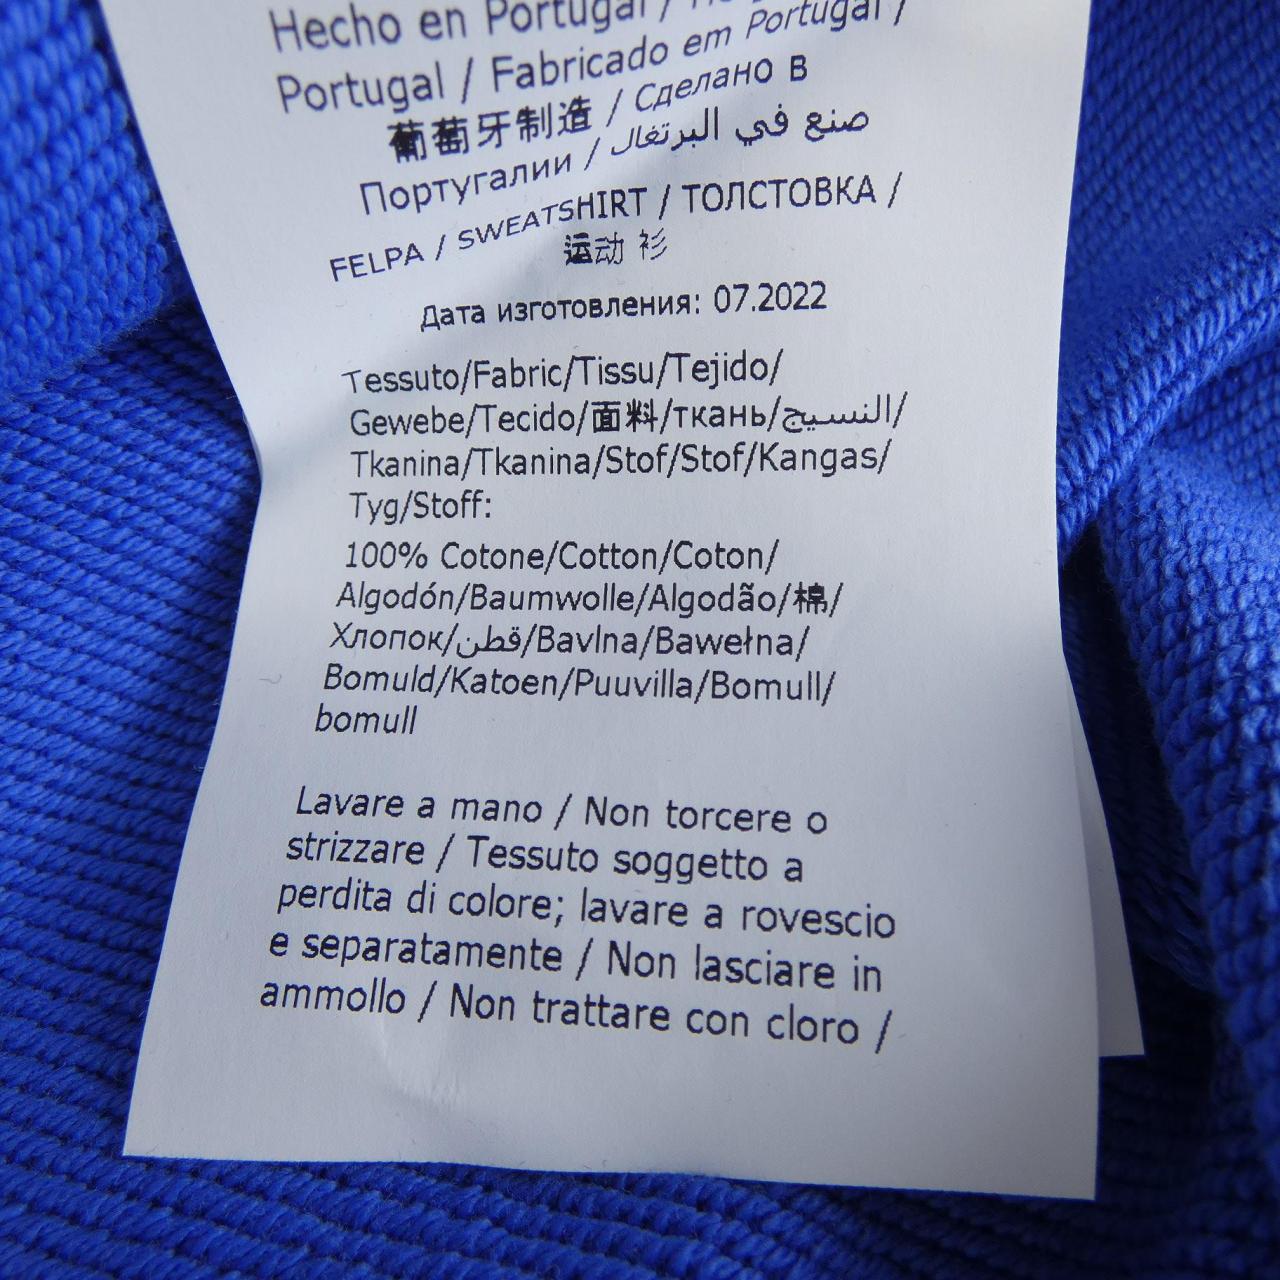 Hecho en Portugal /
Portugal / Fabricado em Portugal /
葡萄牙制造 / Сделано в
Португалии / صنع في البرتغال
FELPA / SWEATSHIRT / ТОЛСТОВКА /
运动 衫
Дата изготовления: 07.2022
Tessuto/Fabric/Tissu/Tejido/
Gewebe/Tecido/面料/ткань/النسيج/
Tkanina/Tkanina/Stof/Stof/Kangas/
Tyg/Stoff:
100% Cotone/Cotton/Coton/
Algodón/Baumwolle/Algodão/棉/
Хлопок/قطن/Bavlna/Bawełna/
Bomuld/Katoen/Puuvilla/Bomull/
bomull
Lavare a mano / Non torcere o
strizzare / Tessuto soggetto a
perdita di colore; lavare a rovescio
e separatamente / Non lasciare in
ammollo / Non trattare con cloro /